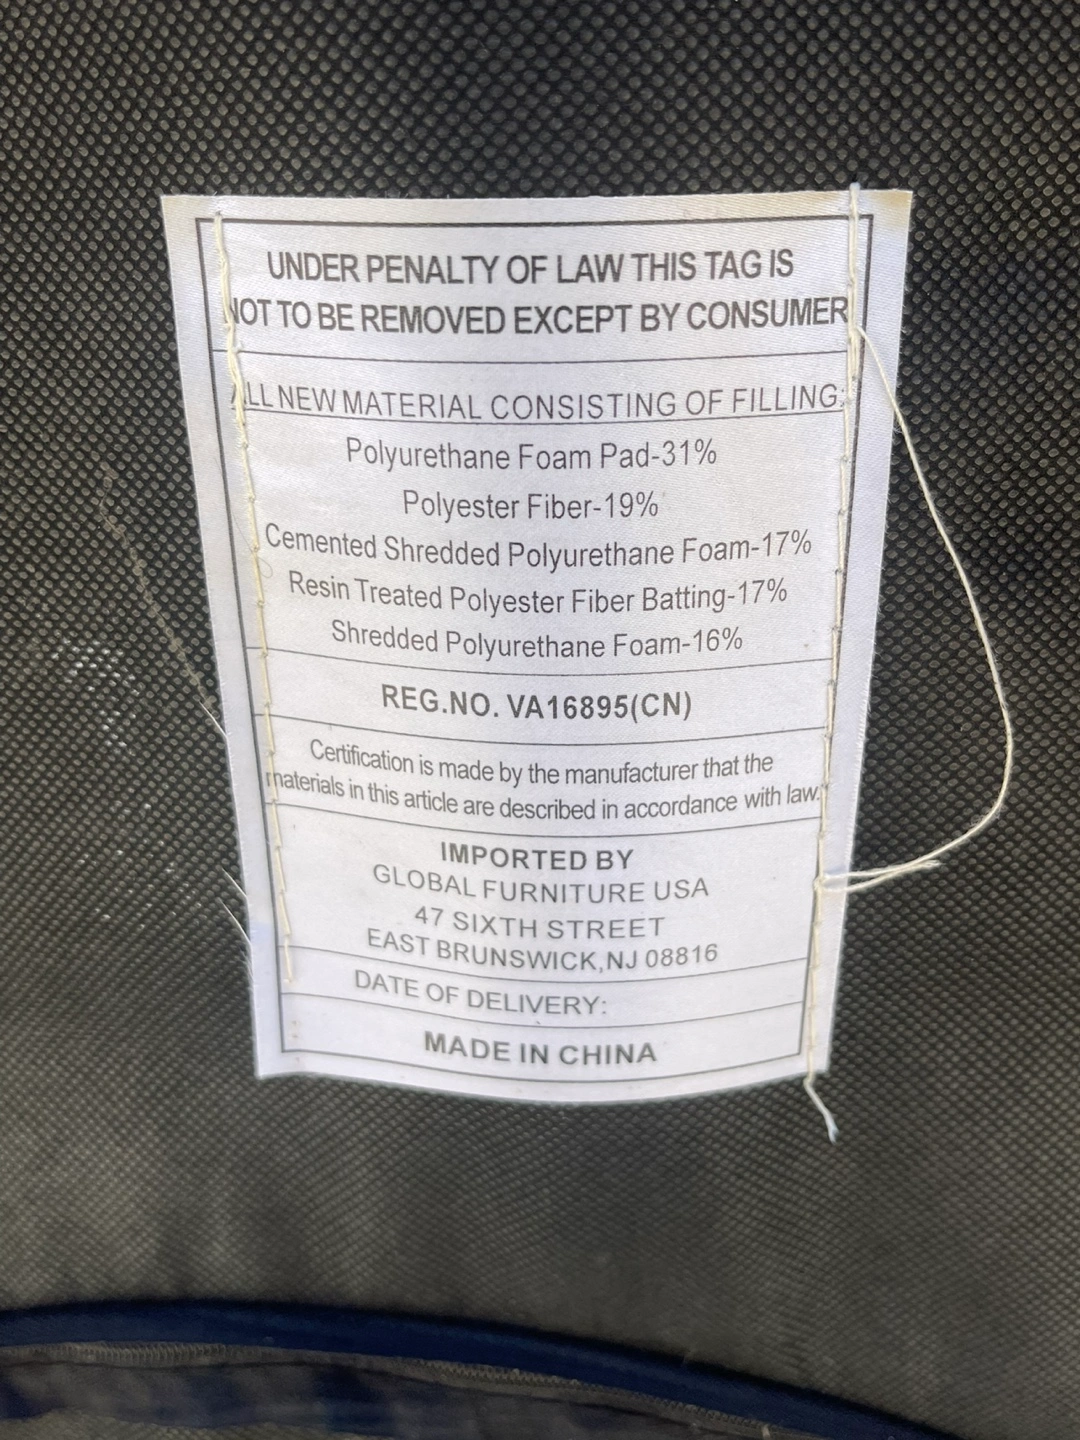 UNDER PENALTY OF LAW THIS TAG IS
NOT TO BE REMOVED EXCEPT BY CONSUMER
ALL NEW MATERIAL CONSISTING OF FILLING:
Polyurethane Foam Pad-31%
Polyester Fiber-19%
Cemented Shredded Polyurethane Foam-17%
Resin Treated Polyester Fiber Batting-17%
Shredded Polyurethane Foam-16%
REG.NO. VA16895(CN)
Certification is made by the manufacturer that the
materials in this article are described in accordance with law.
IMPORTED BY
GLOBAL FURNITURE USA
47 SIXTH STREET
EAST BRUNSWICK,NJ 08816
DATE OF DELIVERY:
MADE IN CHINA